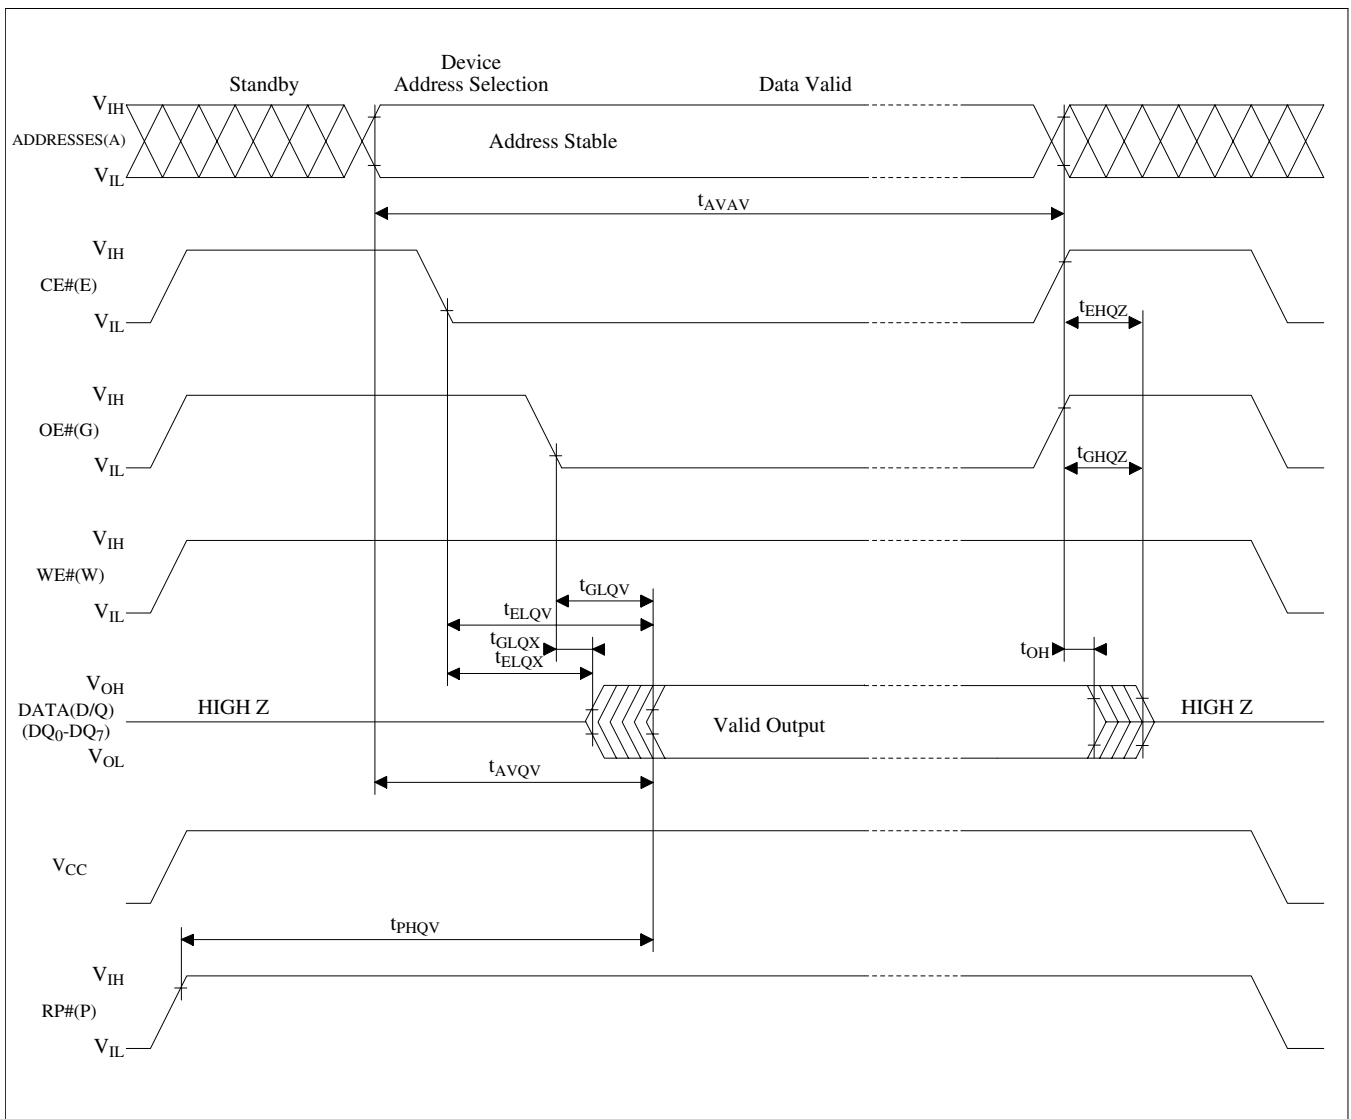 Device
Standby Address Selection Data Valid
VIH
ADDRESSES(A) Address Stable
VIL
tAVAV
VIH
CE#(E)
tEHQZ
VIL
VIH
OE#(G)
tGHQZ
VIL
VIH
WE#(W)
tGLQV
VIL
tELQV
tGLQX
tOH
tELQX
VOH
DATA(D/Q) HIGH Z Valid Output HIGH Z
(DQ0-DQ7)
VOL
tAVQV
VCC
tPHQV
VIH
RP#(P)
VIL